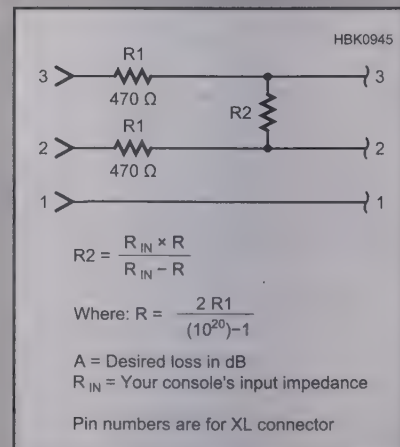 HBK0945
R1
3 3
470 Ω
R2
R1
2 2
470 Ω
1 1
R2 = (R IN × R) / (R IN − R)
Where: R = 2 R1 / ((10²⁰)−1)
A = Desired loss in dB
R IN = Your console's input impedance
Pin numbers are for XL connector